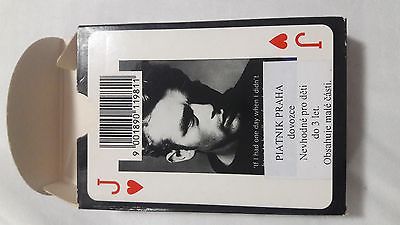 J
9 001890 119811
'If I had one day when I didn't
PIATNIK PRAHA
dovozce
Nevhodné pro děti
do 3 let.
Obsahuje malé části.
J